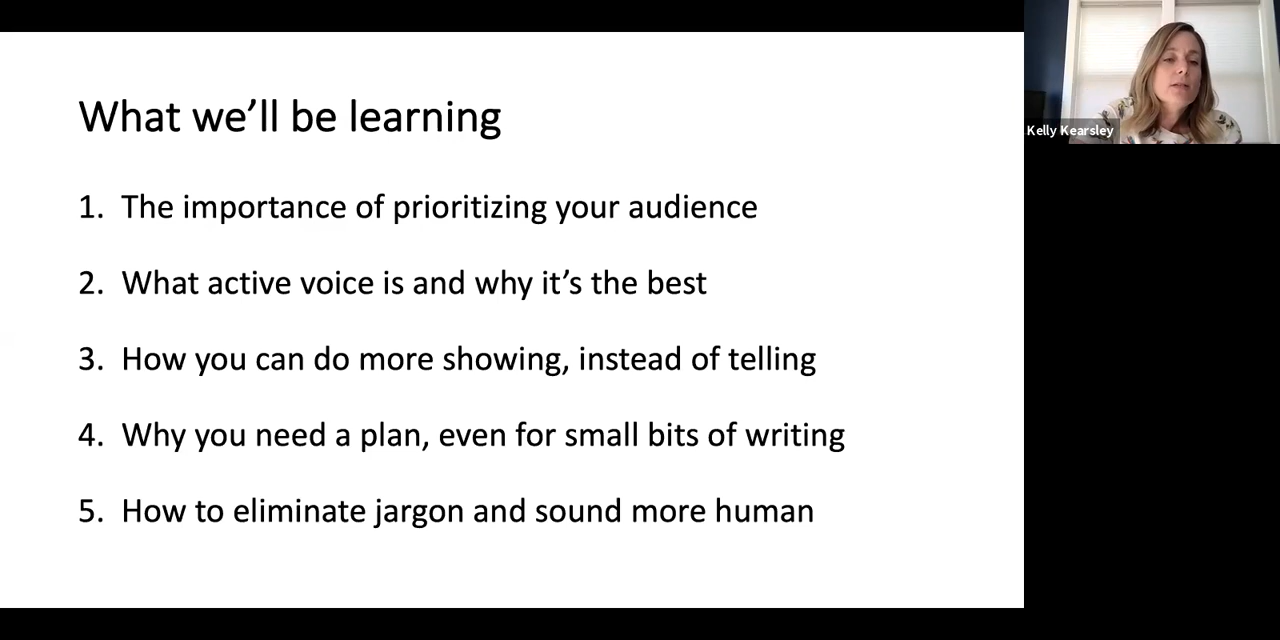 What we’ll be learning
1. The importance of prioritizing your audience
2. What active voice is and why it’s the best
3. How you can do more showing, instead of telling
4. Why you need a plan, even for small bits of writing
5. How to eliminate jargon and sound more human
Kelly Kearsley